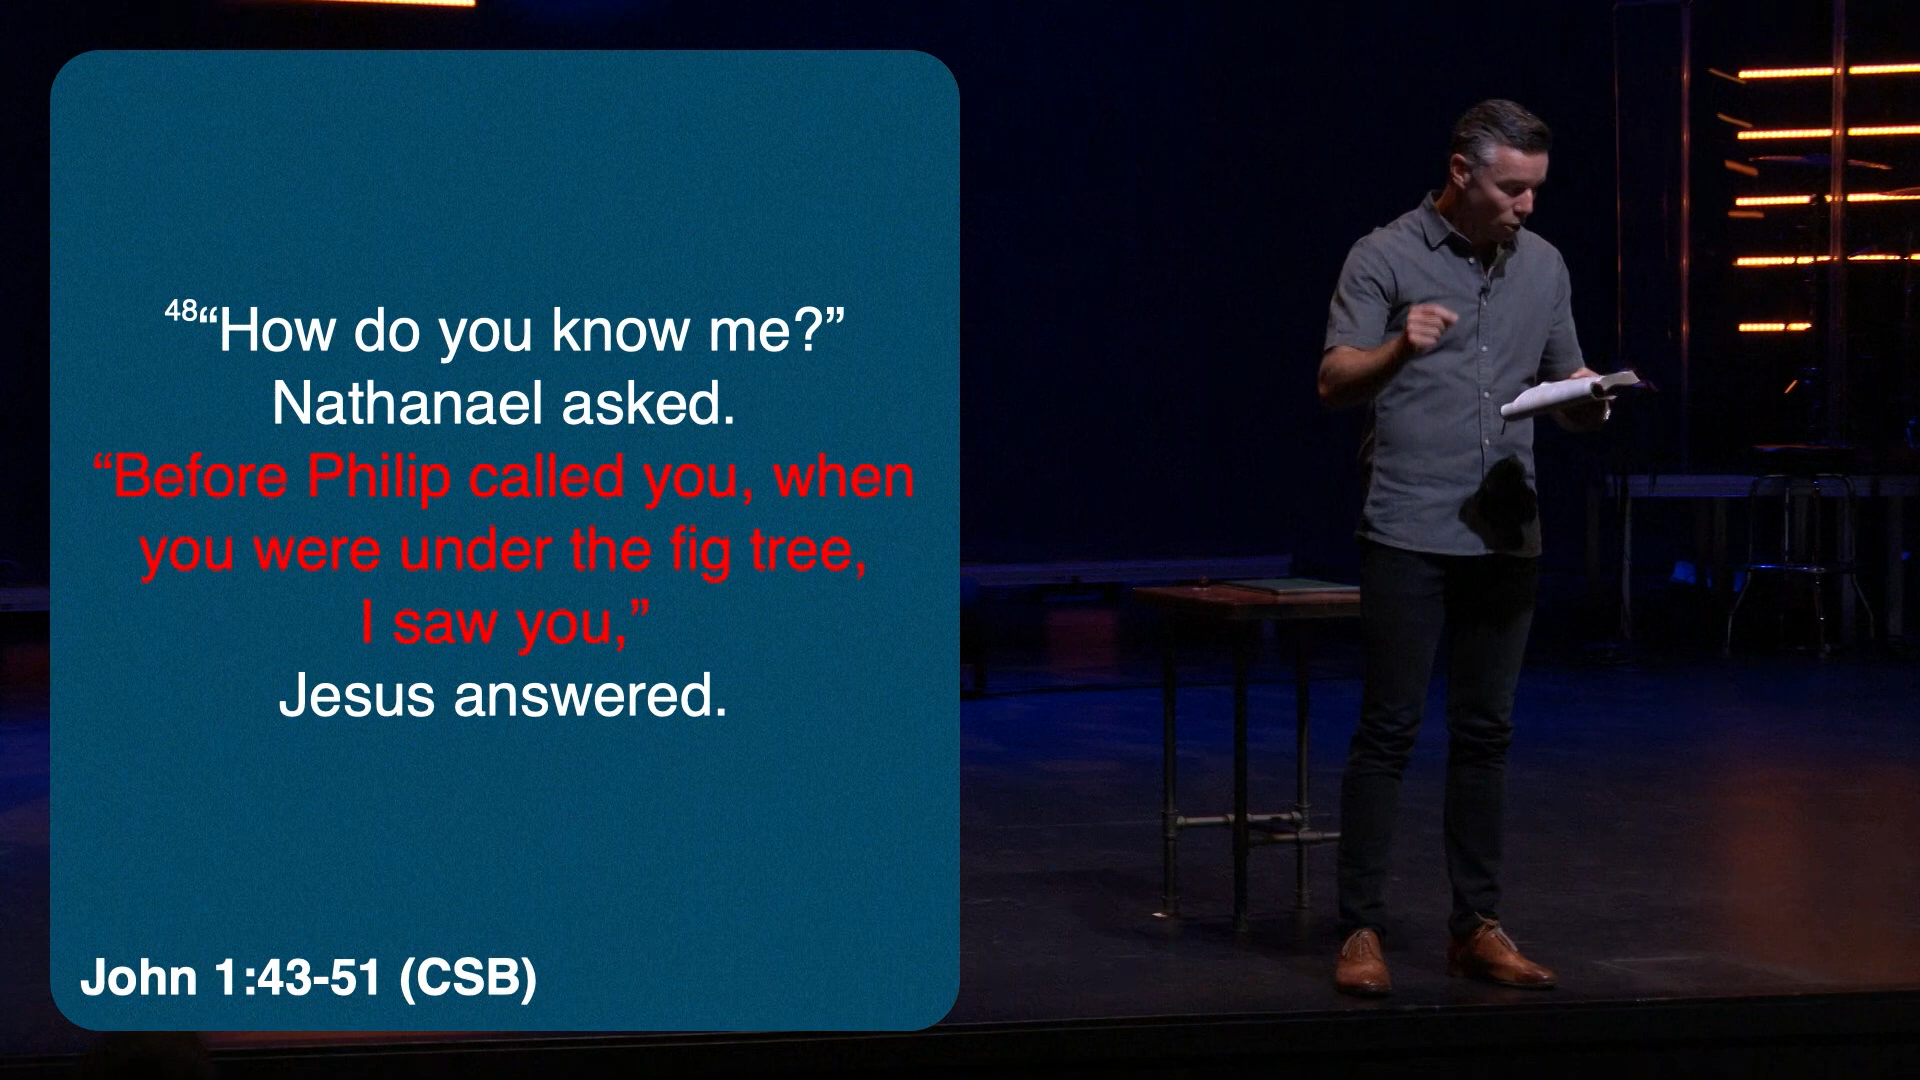 48“How do you know me?”
Nathanael asked.
“Before Philip called you, when
you were under the fig tree,
I saw you,”
Jesus answered.
John 1:43-51 (CSB)